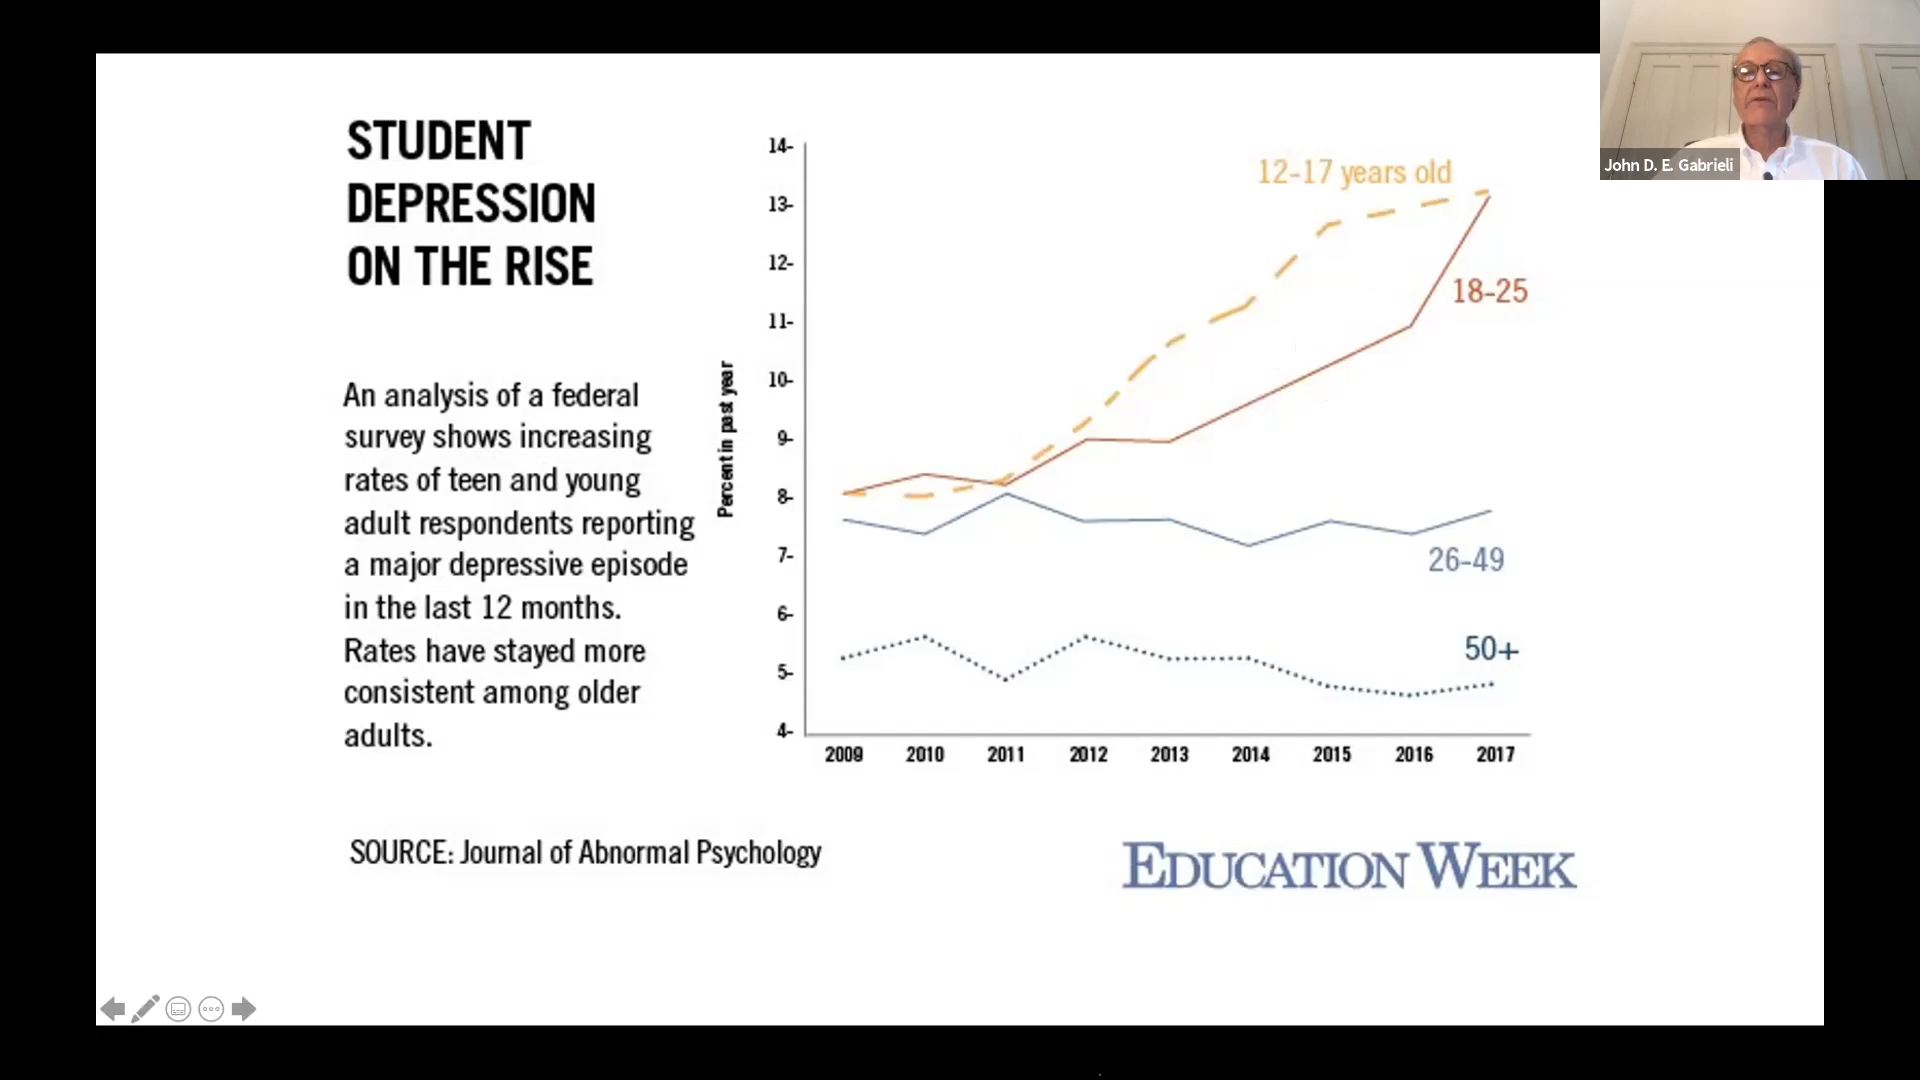 STUDENT
DEPRESSION
ON THE RISE
An analysis of a federal
survey shows increasing
rates of teen and young
adult respondents reporting
a major depressive episode
in the last 12 months.
Rates have stayed more
consistent among older
adults.
Percent in past year
14-
13-
12-
11-
10-
9-
8-
7-
6-
5-
4-
12-17 years old
18-25
26-49
50+
2009 2010 2011 2012 2013 2014 2015 2016 2017
SOURCE: Journal of Abnormal Psychology
EDUCATION WEEK
John D. E. Gabrieli